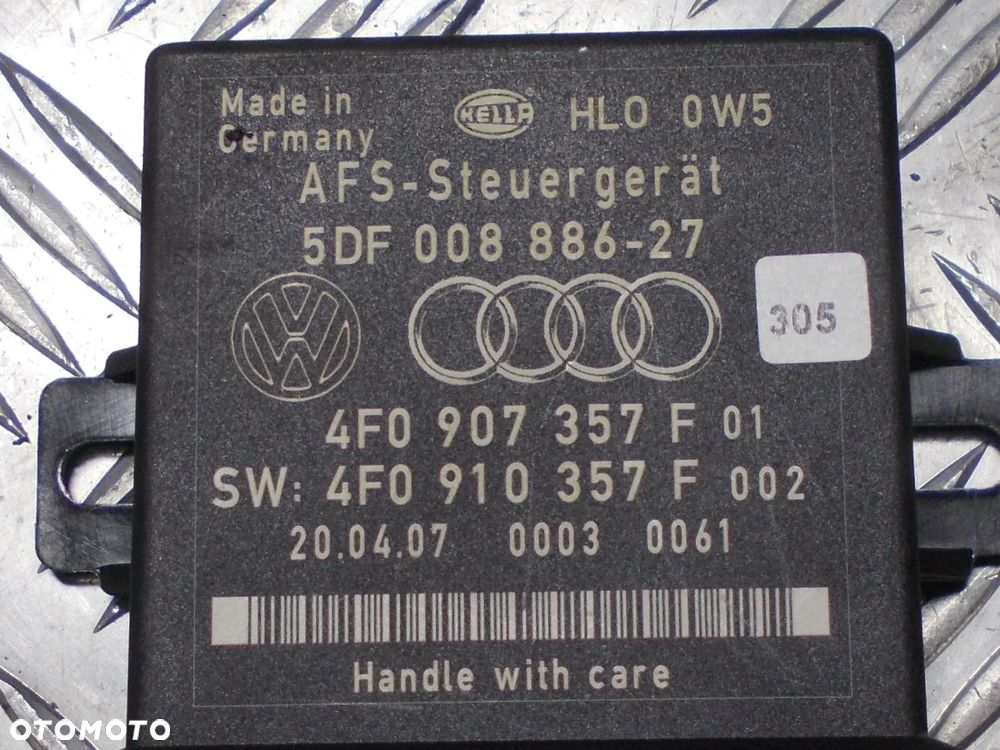 Made in
Germany
HELLA HLO 0W5
AFS-Steuergerät
5DF 008 886-27
VW
305
4F0 907 357 F 01
SW: 4F0 910 357 F 002
20.04.07 0003 0061
Handle with care
OTOMOTO